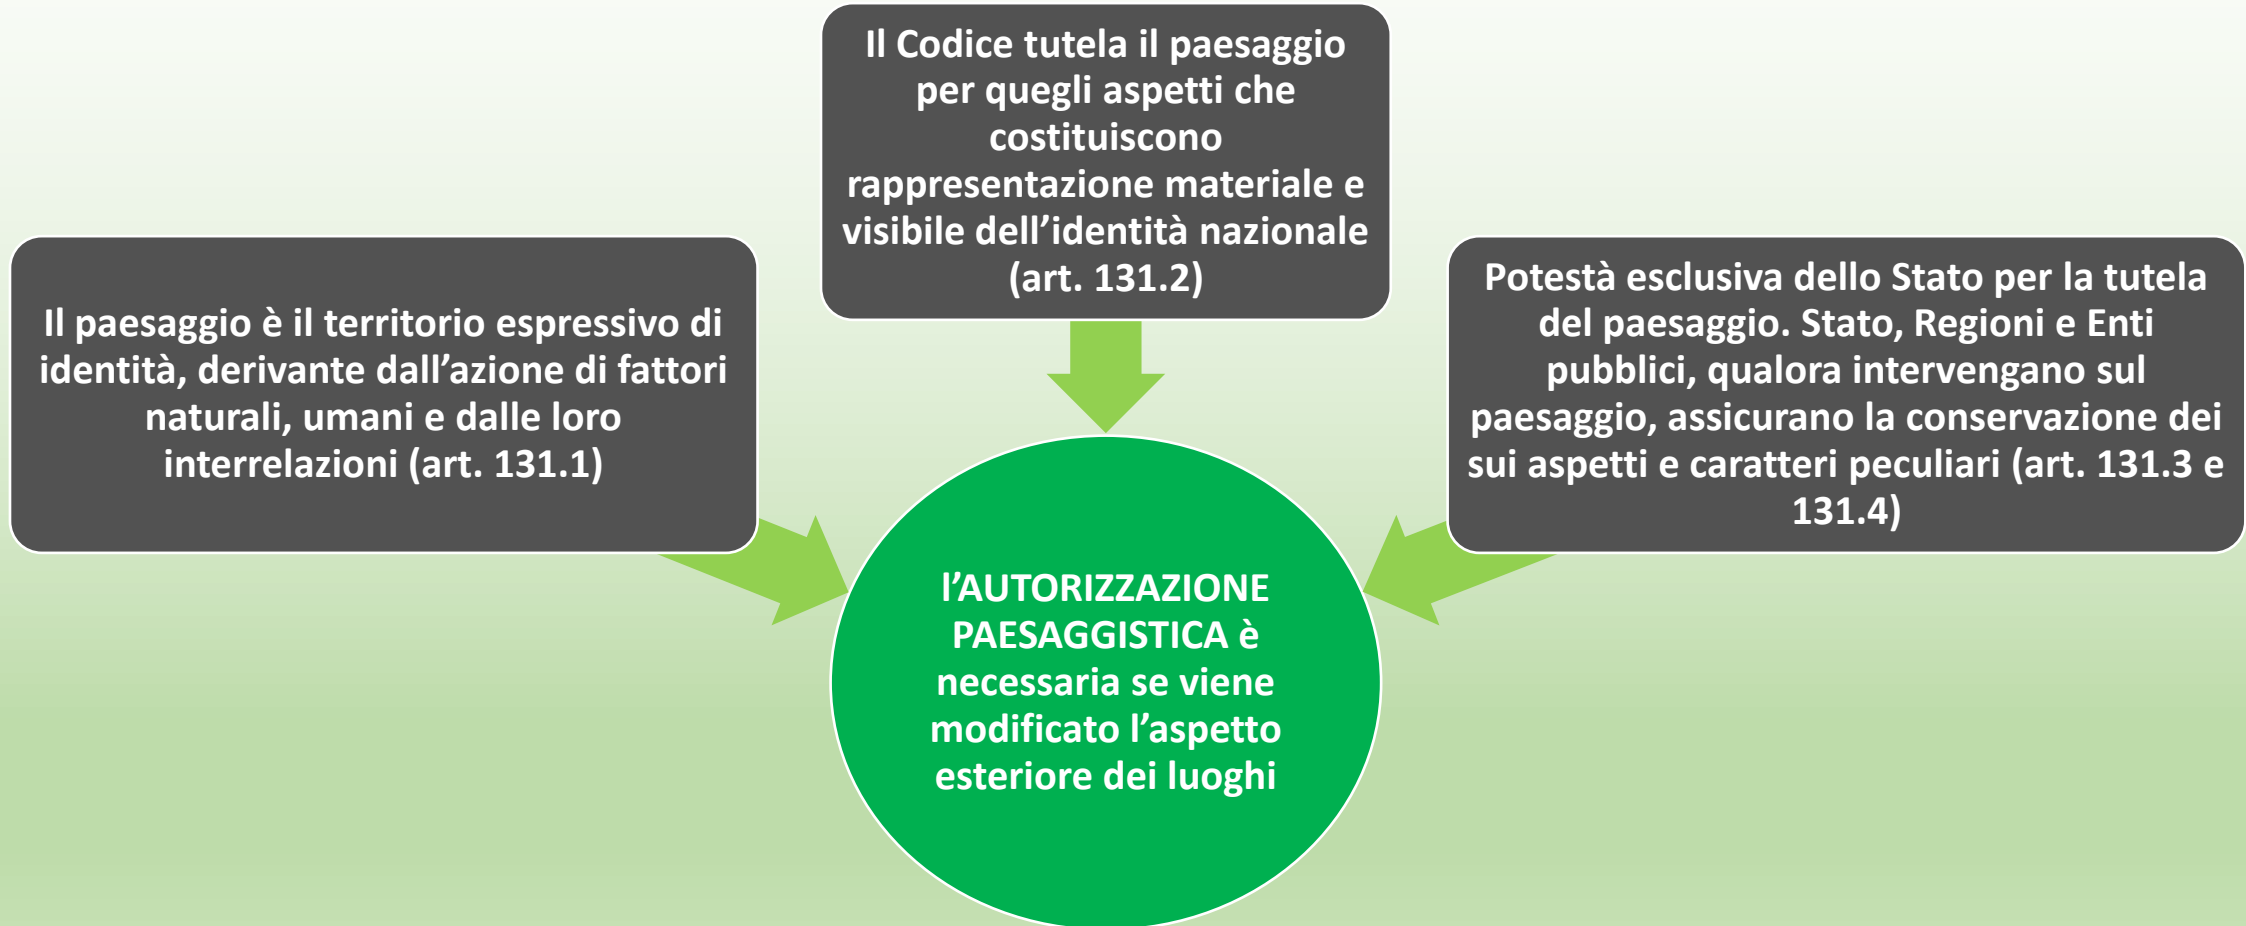 Il Codice tutela il paesaggio
per quegli aspetti che
costituiscono
rappresentazione materiale e
visibile dell’identità nazionale
(art. 131.2)
Il paesaggio è il territorio espressivo di
identità, derivante dall’azione di fattori
naturali, umani e dalle loro
interrelazioni (art. 131.1)
Potestà esclusiva dello Stato per la tutela
del paesaggio. Stato, Regioni e Enti
pubblici, qualora intervengano sul
paesaggio, assicurano la conservazione dei
sui aspetti e caratteri peculiari (art. 131.3 e
131.4)
l’AUTORIZZAZIONE
PAESAGGISTICA è
necessaria se viene
modificato l’aspetto
esteriore dei luoghi